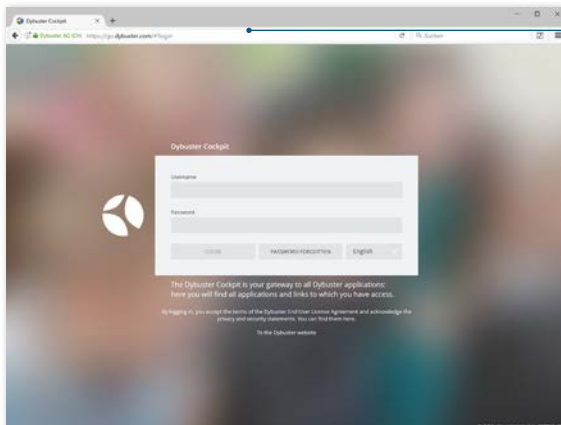 Dybuster Cockpit
Dybuster AG (CH) https://go.dybuster.com/#!login
Suchen
Dybuster Cockpit
Username
Password
LOGIN PASSWORD FORGOTTEN English
The Dybuster Cockpit is your gateway to all Dybuster applications:
here you will find all applications and links to which you have access.
By logging in, you accept the terms of the Dybuster End User License Agreement and acknowledge the
privacy and security statements. You can find them here.
To the Dybuster website